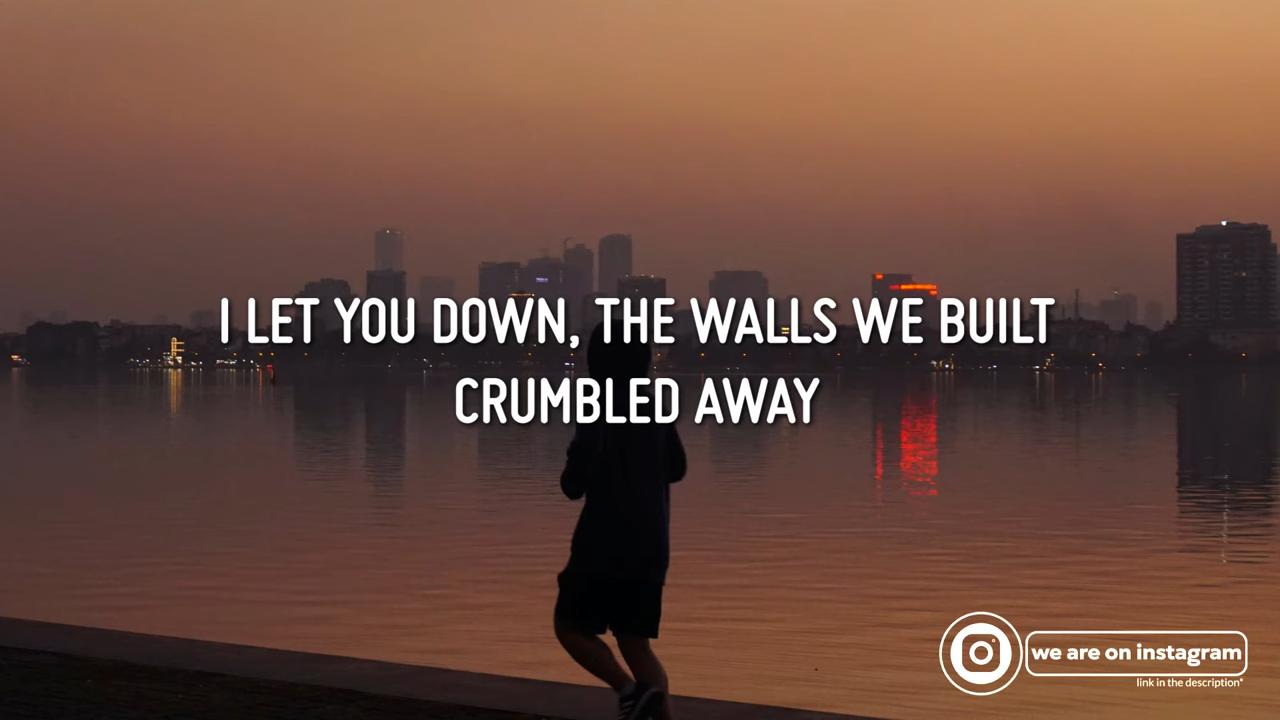 I LET YOU DOWN, THE WALLS WE BUILT
CRUMBLED AWAY
we are on instagram
link in the description*